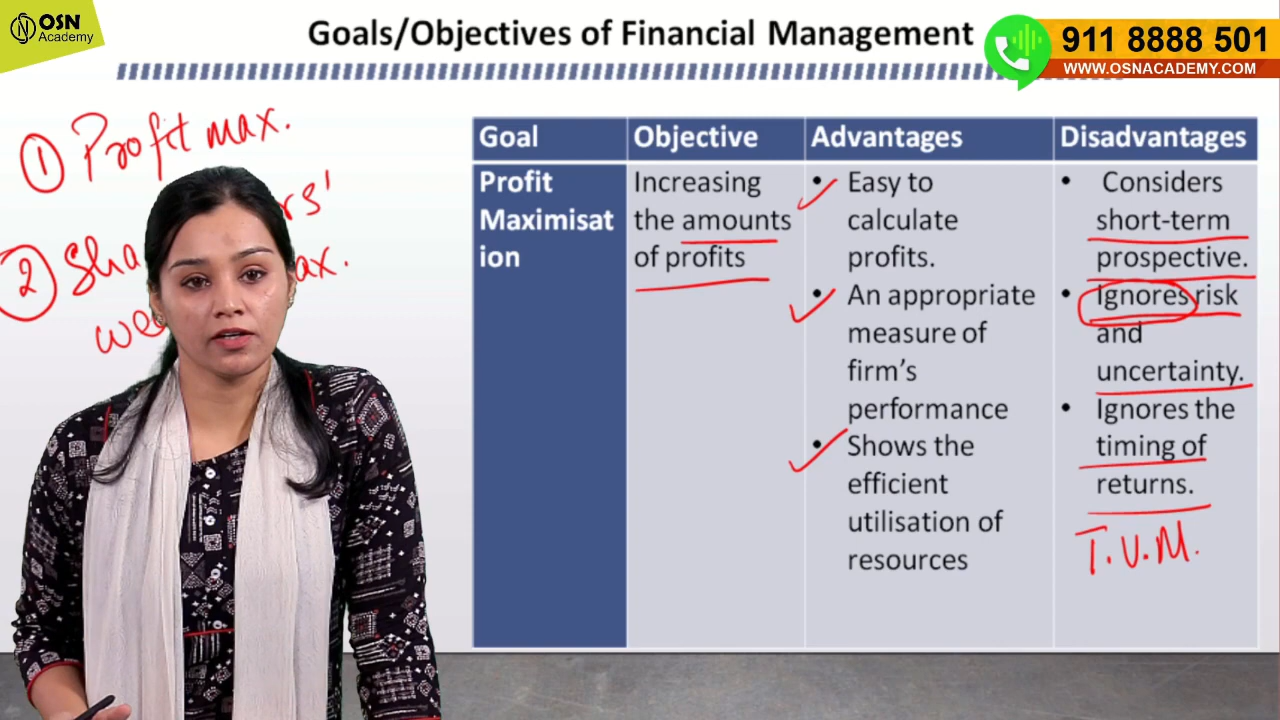 OSN
Academy
Goals/Objectives of Financial Management
911 8888 501
WWW.OSNACADEMY.COM
1 Profit max.
2
Goal
Objective
Advantages
Disadvantages
Profit
Maximisat
ion
Increasing
the amounts
of profits
• Easy to
calculate
profits.
• An appropriate
measure of
firm's
performance
• Shows the
efficient
utilisation of
resources
• Considers
short-term
prospective.
• Ignores risk
and
uncertainty.
• Ignores the
timing of
returns.
T.V.M.